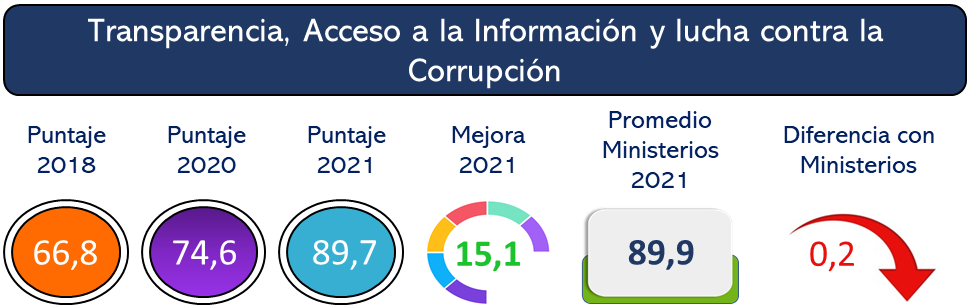 Transparencia, Acceso a la Información y lucha contra la
Corrupción
Puntaje
2018
Puntaje
2020
Puntaje
2021
Mejora
2021
Promedio
Ministerios
2021
Diferencia con
Ministerios
66,8
74,6
89,7
15,1
89,9
0,2